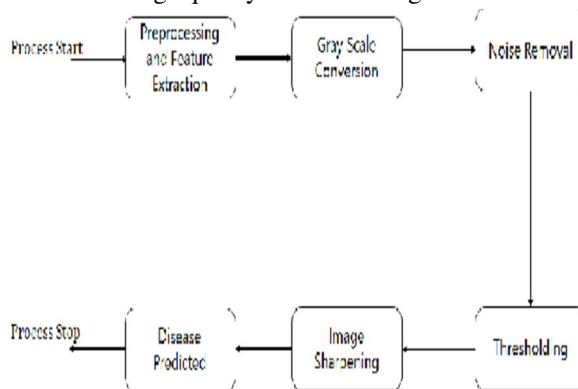 Process Start
Preprocessing
and Feature
Extraction
Gray Scale
Conversion
Noise Removal
Process Stop
Disease
Predicted
Image
Sharpening
Thresholding